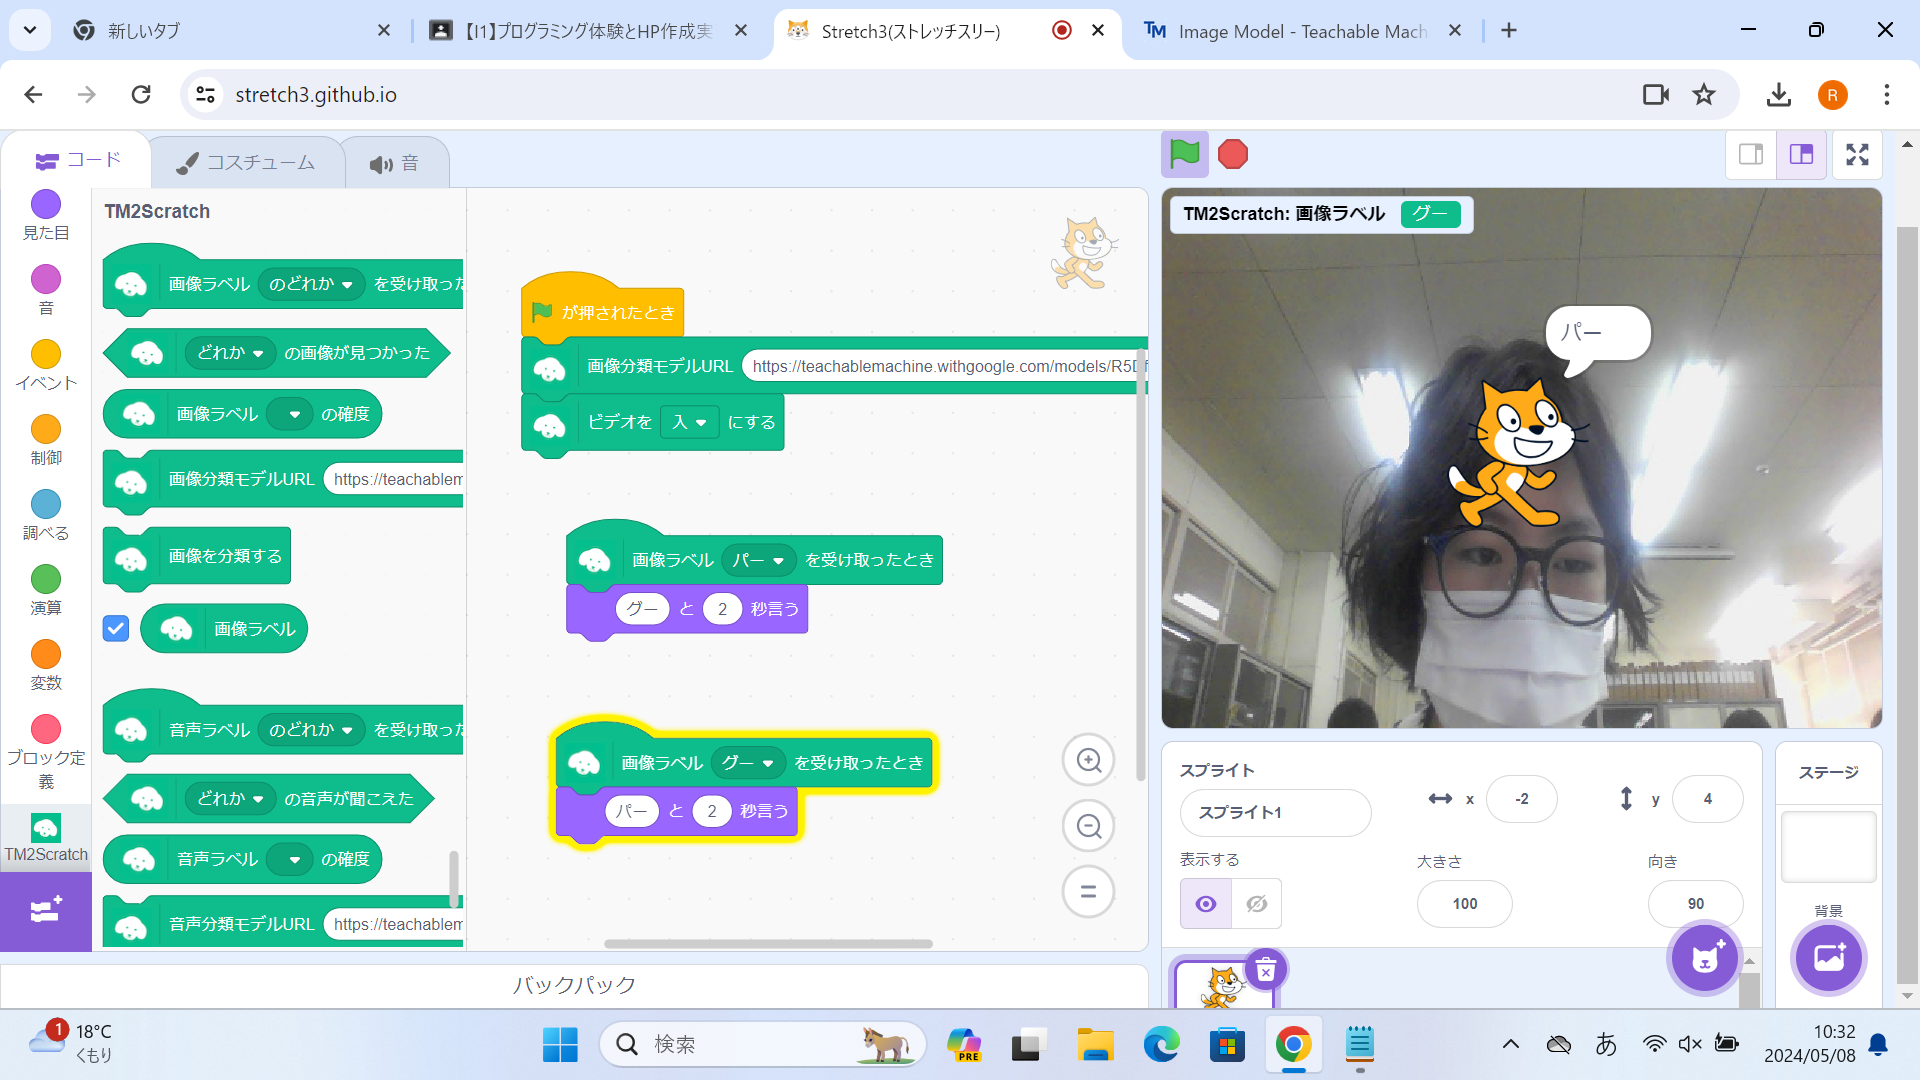 新しいタブ
【I1】プログラミング体験とHP作成実
Stretch3(ストレッチスリー)
TM
Image Model - Teachable Mach
stretch3.github.io
R
コード
コスチューム
音
見た目
音
イベント
制御
調べる
演算
変数
ブロック定
義
TM2Scratch
TM2Scratch
画像ラベル のどれか を受け取った
どれか の画像が見つかった
画像ラベル の確度
画像分類モデルURL https://teachablem
画像を分類する
画像ラベル
音声ラベル のどれか を受け取った
どれか の音声が聞こえた
音声ラベル の確度
音声分類モデルURL https://teachablem
が押されたとき
画像分類モデルURL https://teachablemachine.withgoogle.com/models/R5D
ビデオを 入 にする
画像ラベル パー を受け取ったとき
グー と 2 秒言う
画像ラベル グー を受け取ったとき
パー と 2 秒言う
バックパック
TM2Scratch: 画像ラベル グー
パー
スプライト
スプライト1
x -2
y 4
表示する
大きさ
100
向き
90
ステージ
背景
1
18°C
くもり
検索
PRE
あ
10:32
2024/05/08